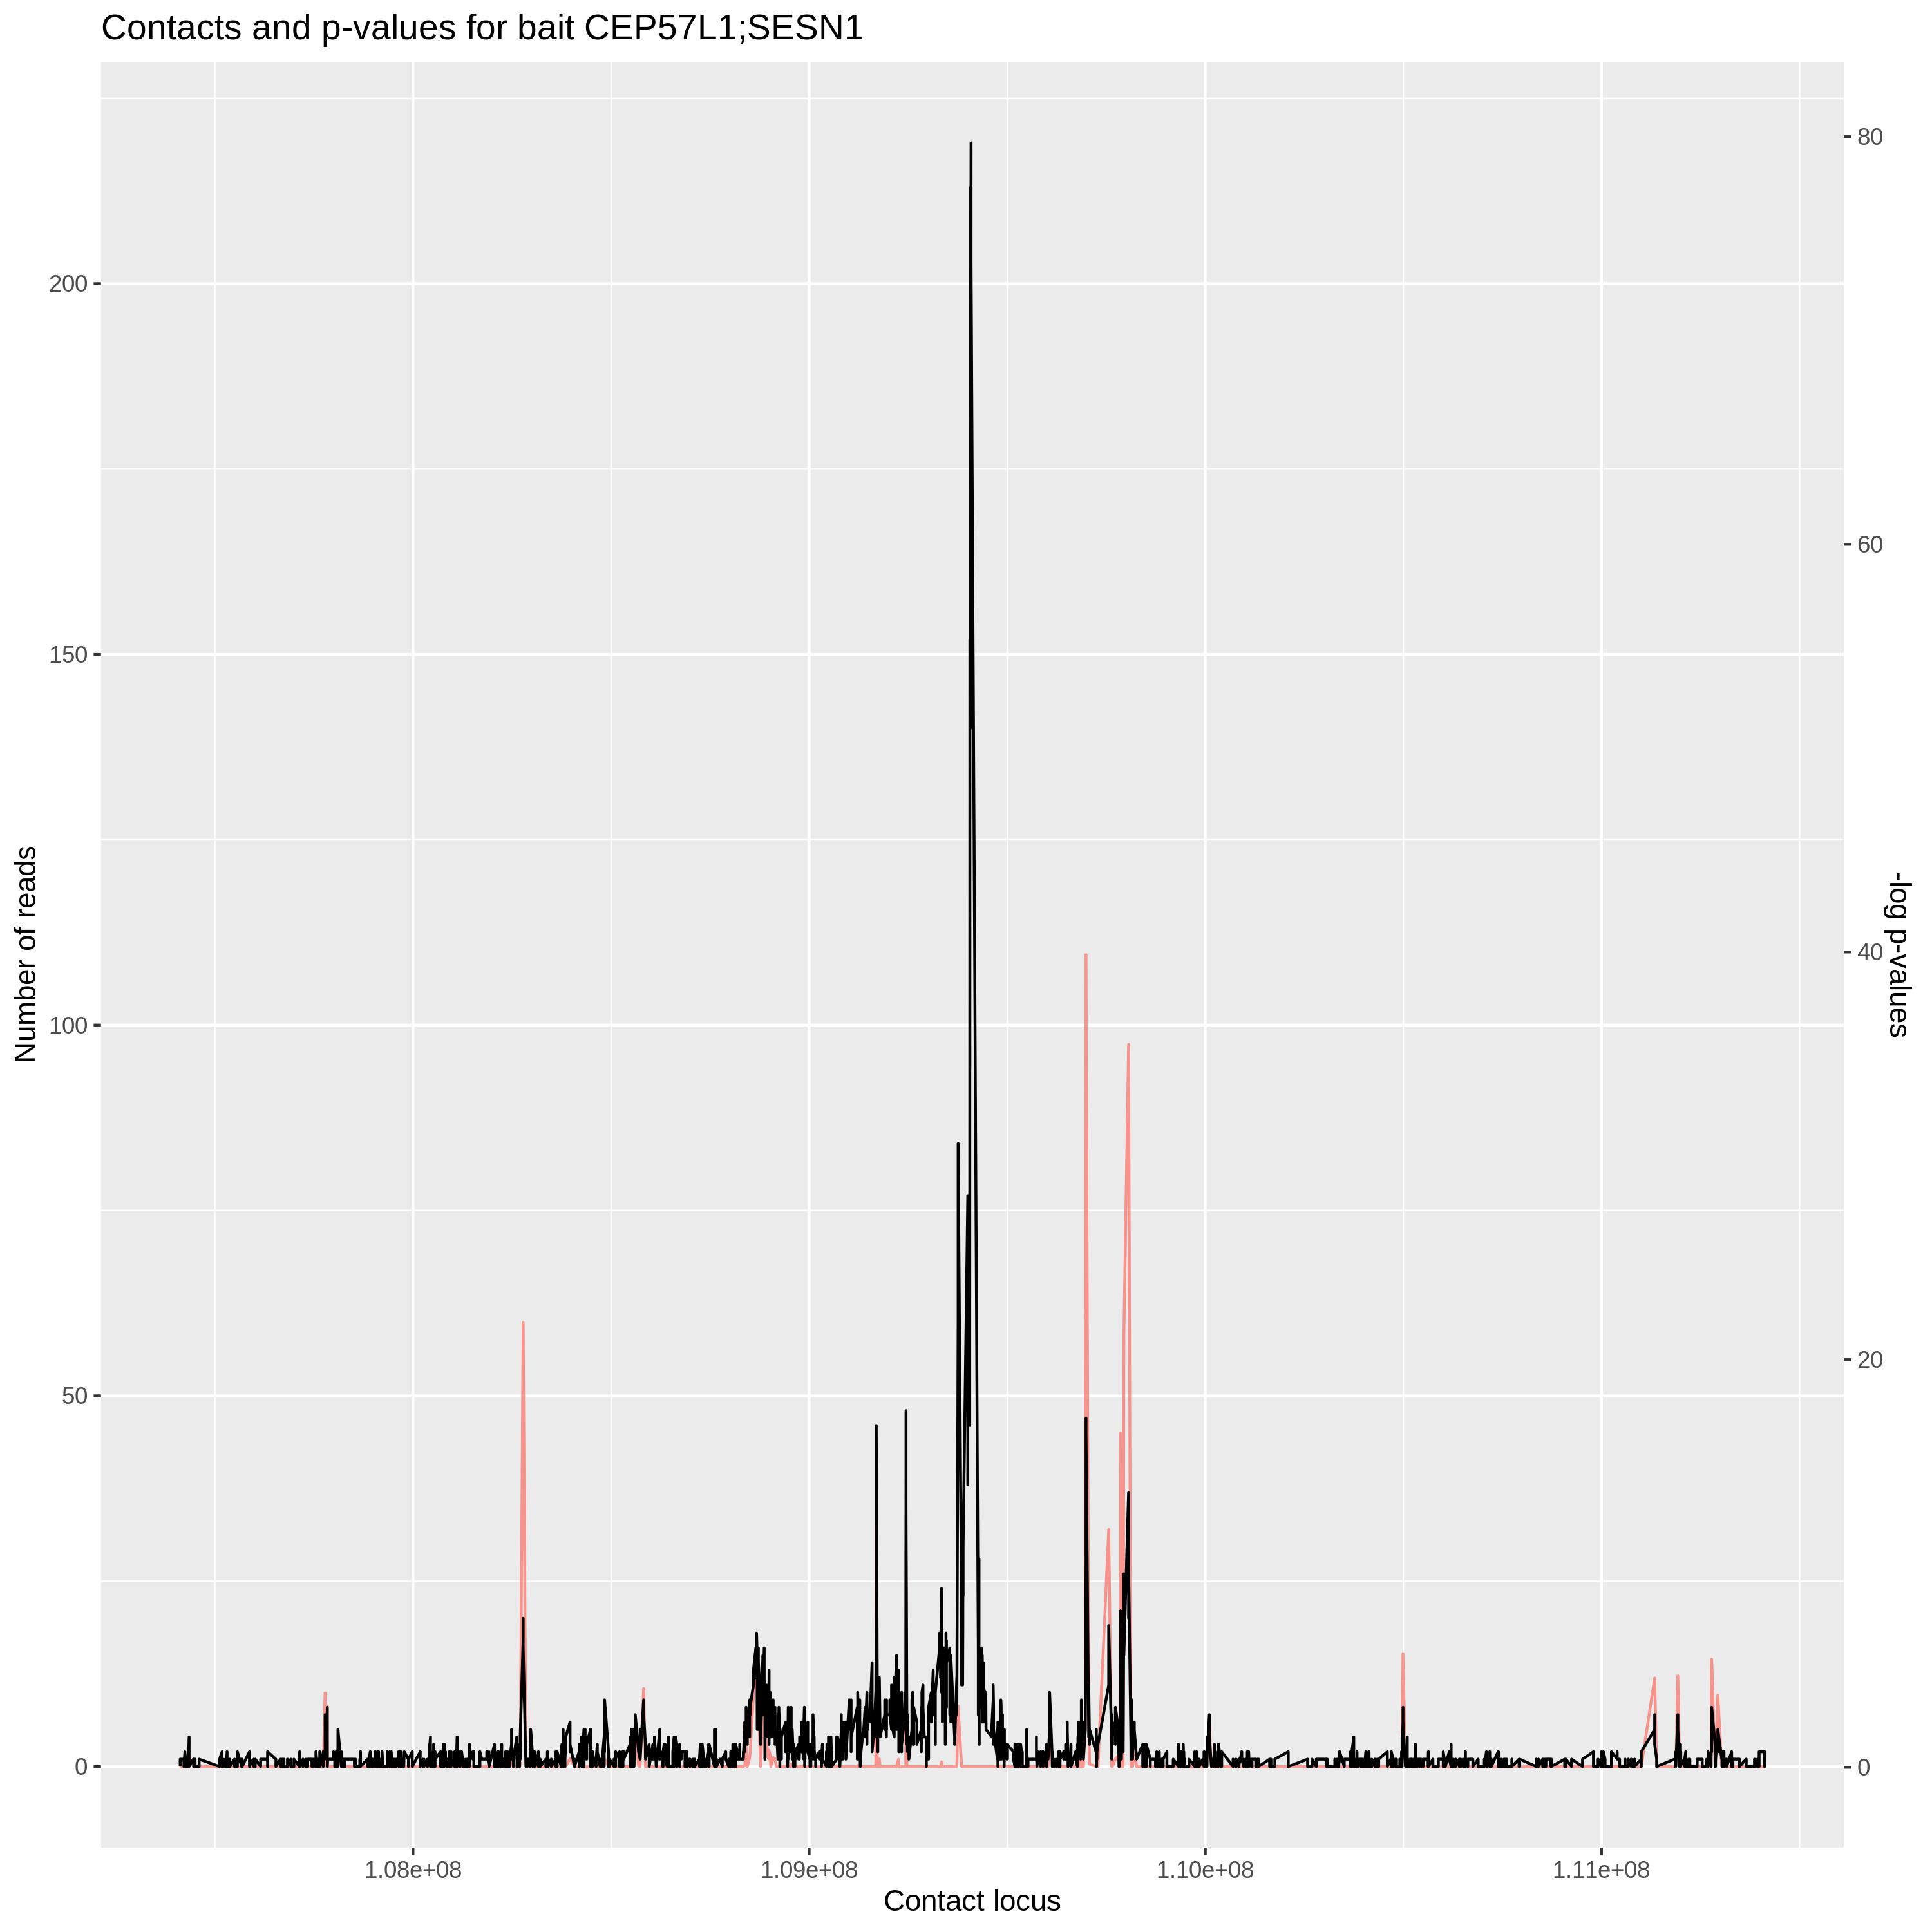 Contacts and p-values for bait CEP57L1;SESN1
200
150
100
50
0
Number of reads
80
60
40
20
0
-log p-values
1.08e+08 1.09e+08 1.10e+08 1.11e+08
Contact locus